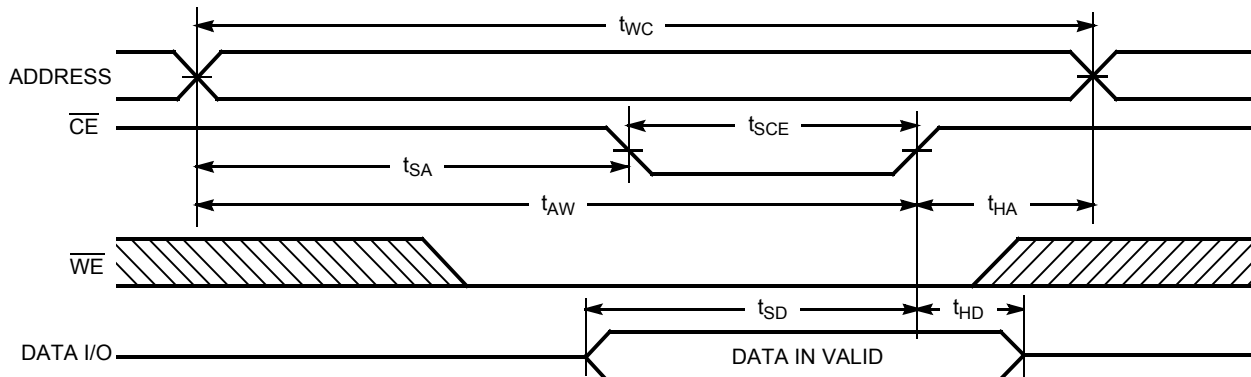 tWC
ADDRESS
CE
tSCE
tSA
tAW
tHA
WE
tSD
tHD
DATA I/O
DATA IN VALID